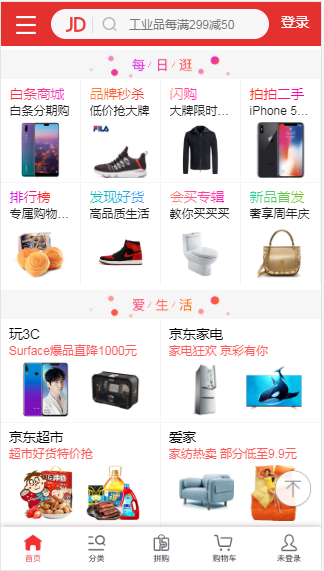 JD
工业品每满299减50
登录
每/日/逛
白条商城
品牌秒杀
闪购
拍拍二手
白条分期购
低价抢大牌
大牌限时…
iPhone 5…
FILA
排行榜
发现好货
会买专辑
新品首发
专属购物…
高品质生活
教你买买买
奢享周年庆
爱/生/活
玩3C
京东家电
Surface爆品直降1000元
家电狂欢 京彩有你
京东超市
爱家
超市好货特价抢
家纺热卖 部分低至9.9元
首页
分类
拼购
购物车
未登录